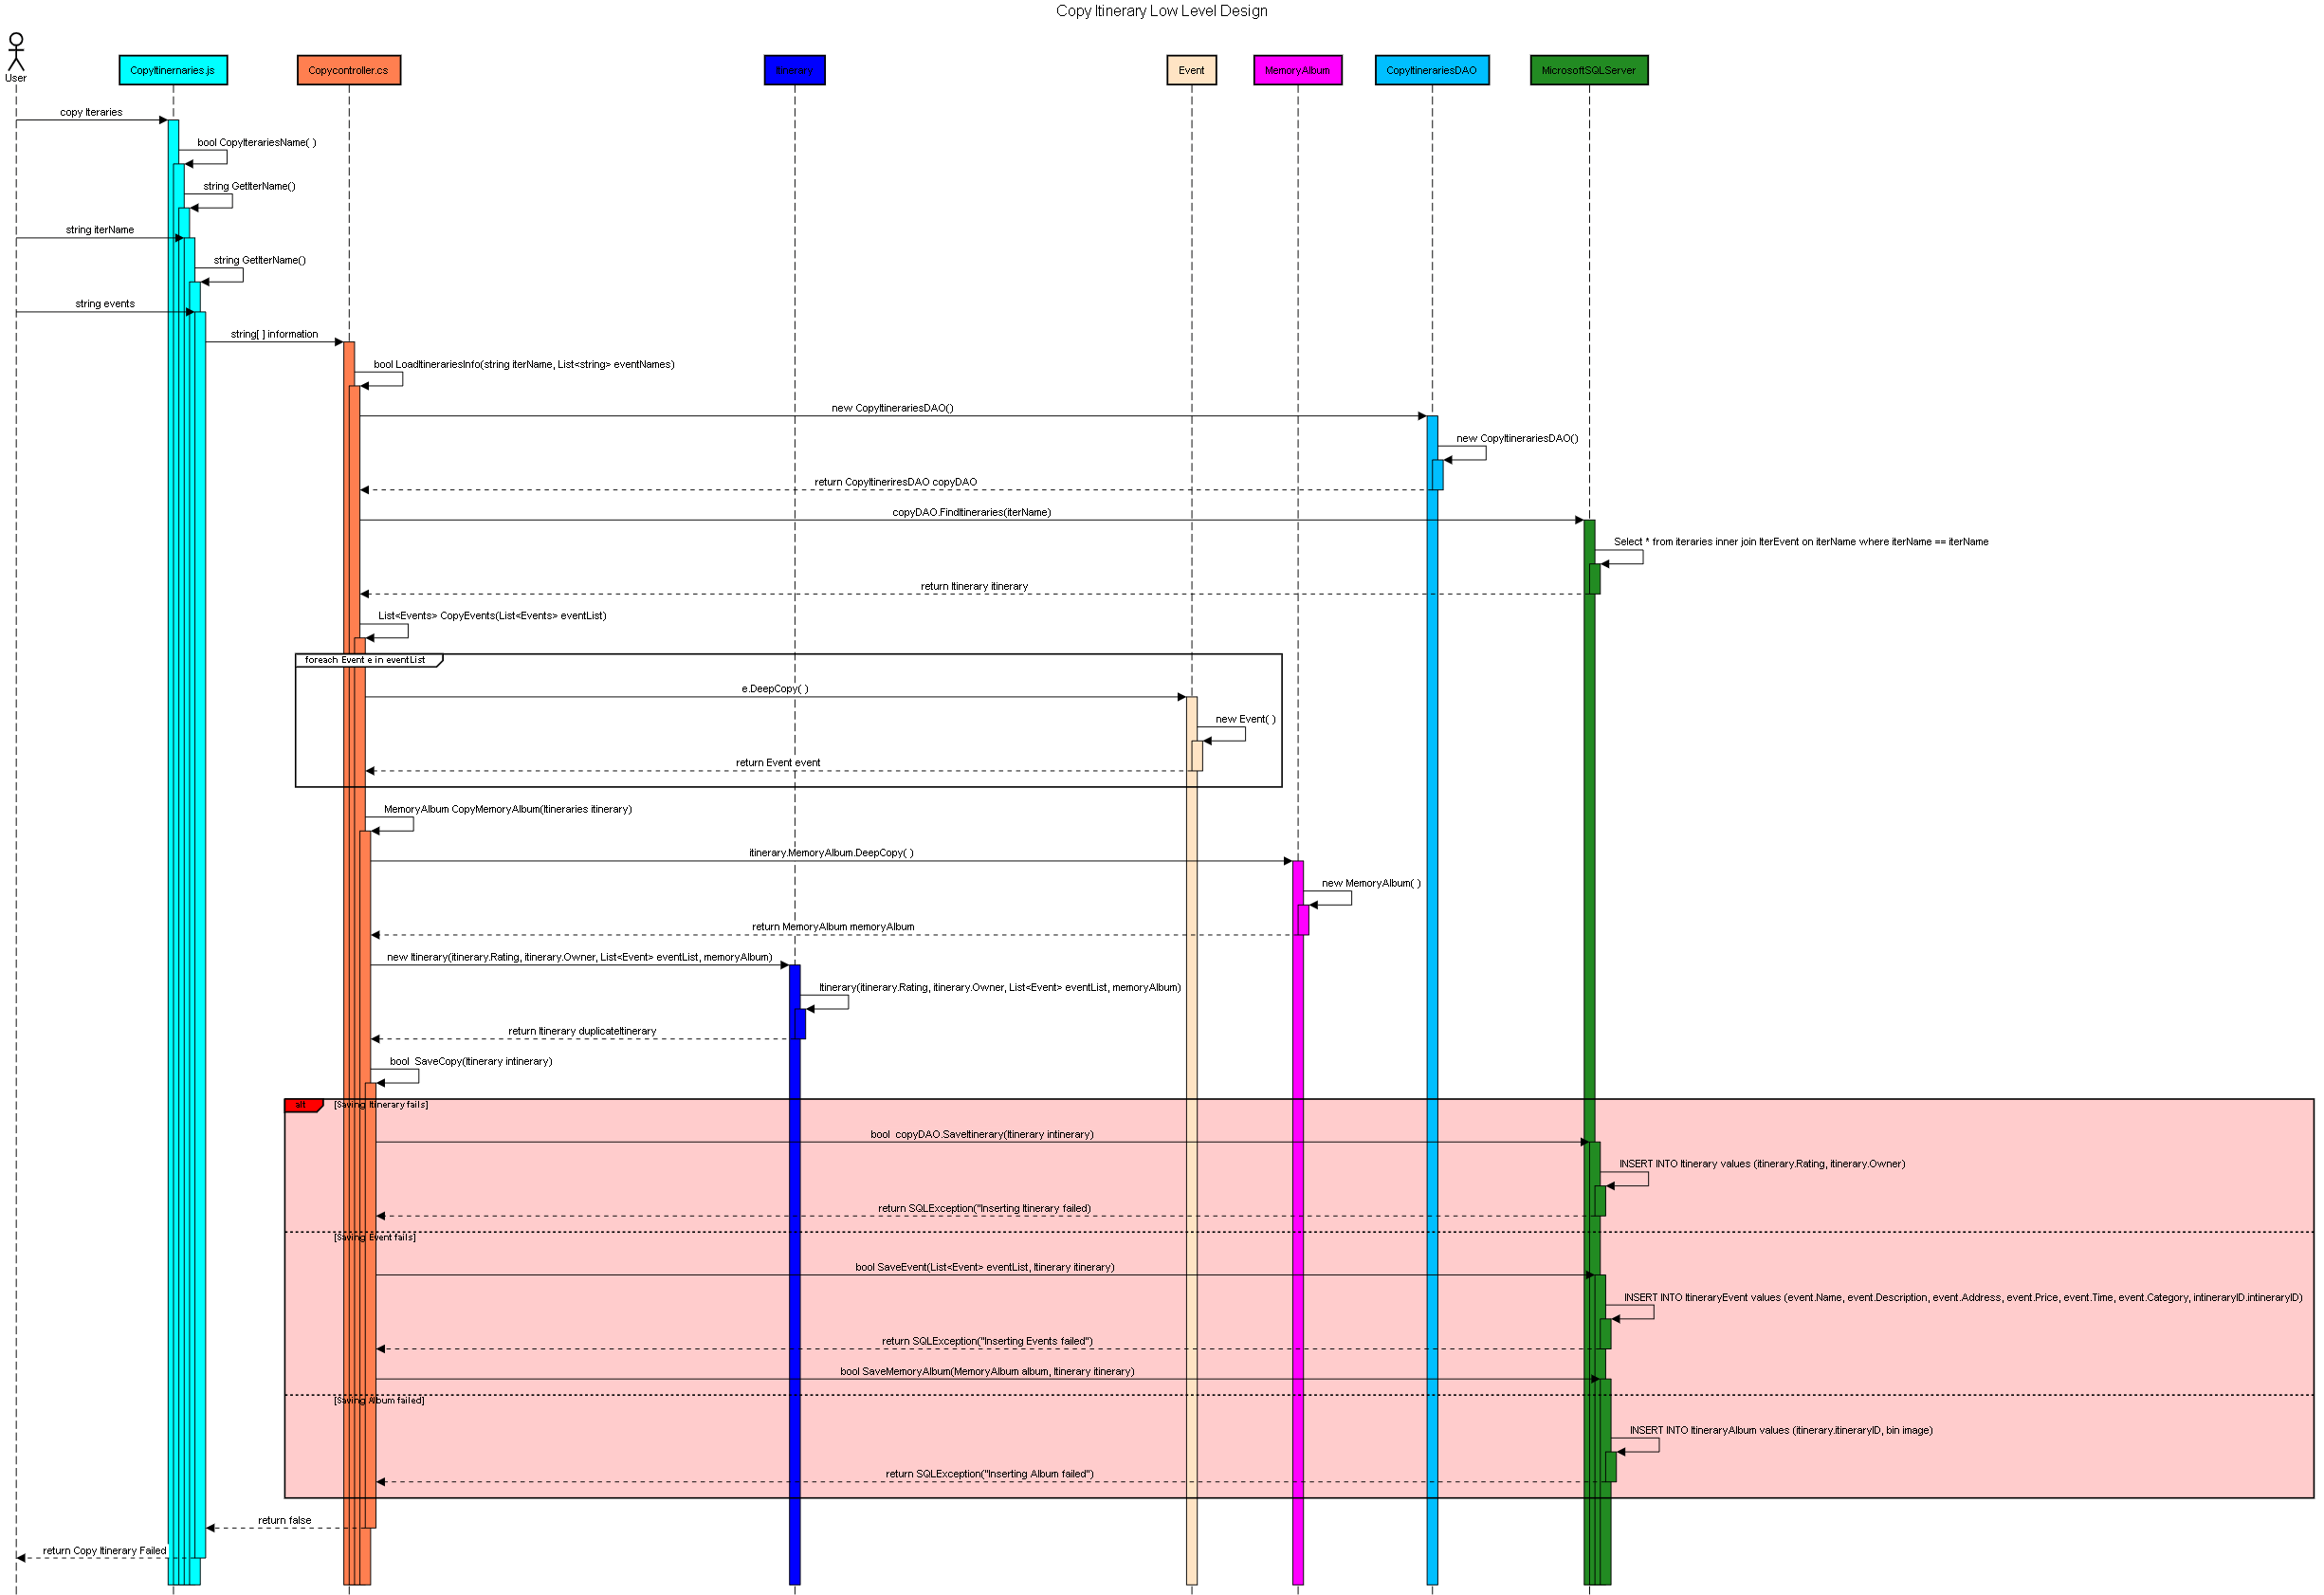 Copy Itinerary Low Level Design
User
CopyItinernaries.js
Copycontroller.cs
Itinerary
Event
MemoryAlbum
CopyItinerariesDAO
MicrosoftSQLServer
copy Iteraries
bool CopyIterariesName( )
string GetIterName()
string iterName
string GetIterName()
string events
string[ ] information
bool LoadItinerariesInfo(string iterName, List<string> eventNames)
new CopyItinerariesDAO()
new CopyItinerariesDAO()
return CopyItineriresDAO copyDAO
copyDAO.FindItineraries(iterName)
Select * from iteraries inner join IterEvent on iterName where iterName == iterName
return Itinerary itinerary
List<Events> CopyEvents(List<Events> eventList)
foreach Event e in eventList
e.DeepCopy( )
new Event( )
return Event event
MemoryAlbum CopyMemoryAlbum(Itineraries itinerary)
itinerary.MemoryAlbum.DeepCopy( )
new MemoryAlbum( )
return MemoryAlbum memoryAlbum
new Itinerary(itinerary.Rating, itinerary.Owner, List<Event> eventList, memoryAlbum)
Itinerary(itinerary.Rating, itinerary.Owner, List<Event> eventList, memoryAlbum)
return Itinerary duplicateItinerary
bool  SaveCopy(Itinerary intinerary)
alt
[Saving Itinerary fails]
bool  copyDAO.SaveItinerary(Itinerary intinerary)
INSERT INTO Itinerary values (itinerary.Rating, itinerary.Owner)
return SQLException("Inserting Itinerary failed)
[Saving Event fails]
bool SaveEvent(List<Event> eventList, Itinerary itinerary)
INSERT INTO ItineraryEvent values (event.Name, event.Description, event.Address, event.Price, event.Time, event.Category, intineraryID.intineraryID)
return SQLException("Inserting Events failed")
bool SaveMemoryAlbum(MemoryAlbum album, Itinerary itinerary)
[Saving Album failed]
INSERT INTO ItineraryAlbum values (itinerary.itineraryID, bin image)
return SQLException("Inserting Album failed")
return false
return Copy Itinerary Failed